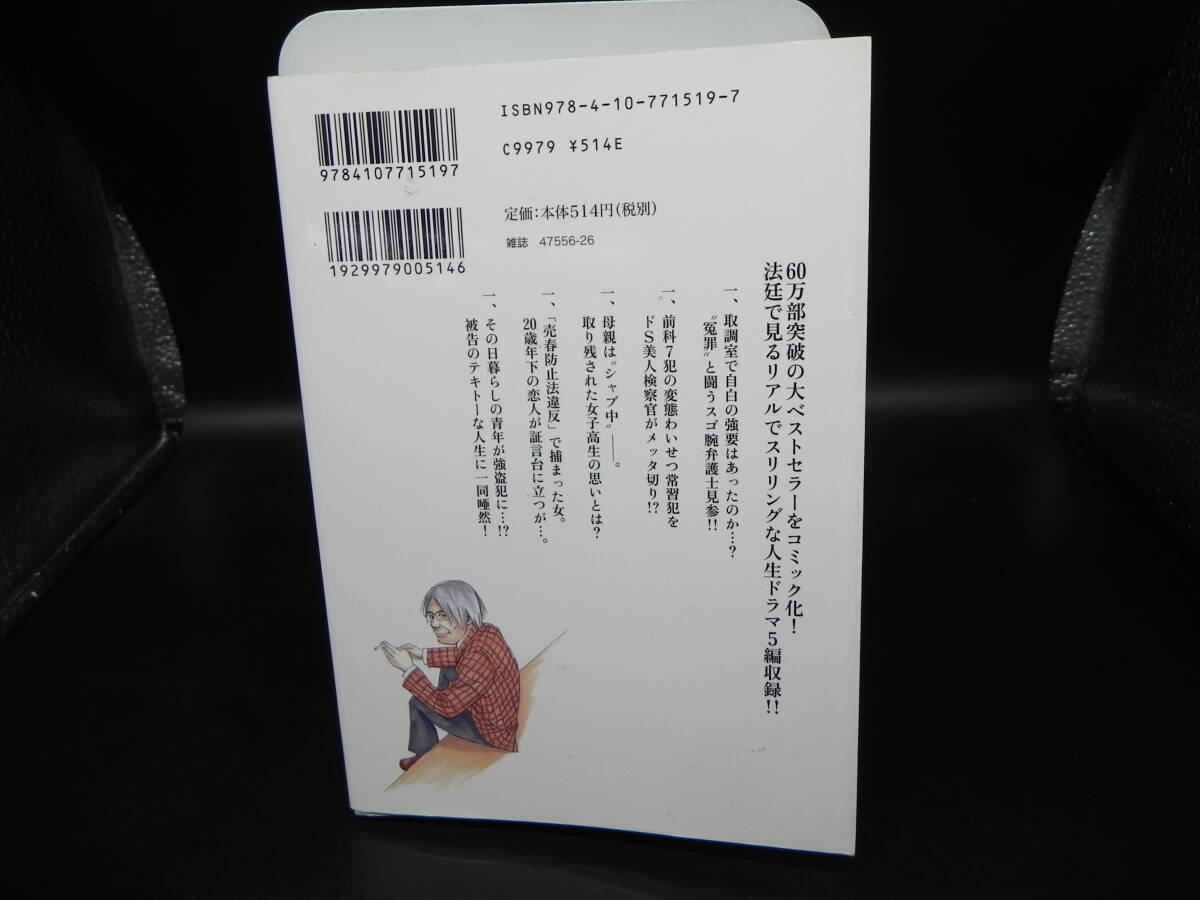 ISBN978-4-10-771519-7
C9979 ¥514E
9784107715197
定価：本体514円（税別）
雑誌 47556-26
1929979005146
60万部突破の大ベストセラーをコミック化！
法廷で見るリアルでスリリングな人生ドラマ5編収録!!
一、取調室で自白の強要はあったのか…？
〝冤罪〟と闘うスゴ腕弁護士見参!!
一、前科7犯の変態わいせつ常習犯を
ドS美人検察官がメッタ切り!?
一、母親は〝シャブ中〟――。
取り残された女子高生の思いとは？
一、「売春防止法違反」で捕まった女。
20歳年下の恋人が証言台に立つが…。
一、その日暮らしの青年が強盗犯に…!?
被告のテキトーな人生に一同唖然！